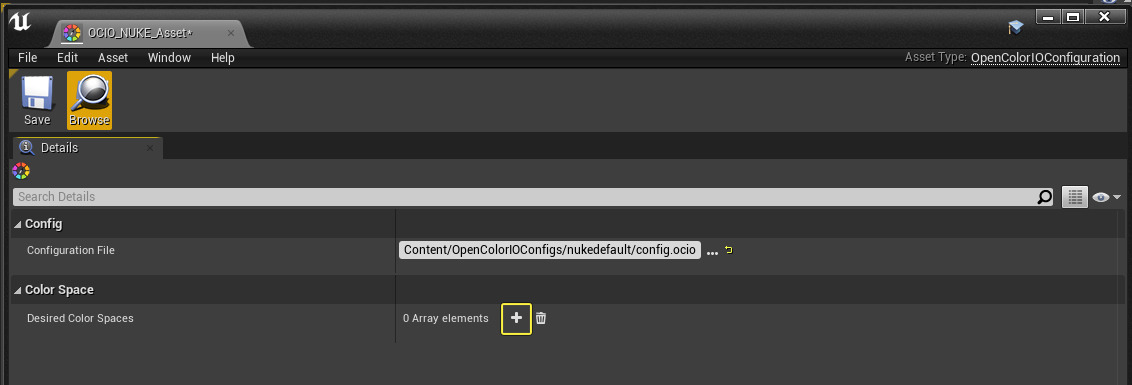 OCIO_NUKE_Asset*
File Edit Asset Window Help
Asset Type: OpenColorIOConfiguration
Save Browse
Details
Search Details
Config
Configuration File Content/OpenColorIOConfigs/nukedefault/config.ocio ...
Color Space
Desired Color Spaces 0 Array elements